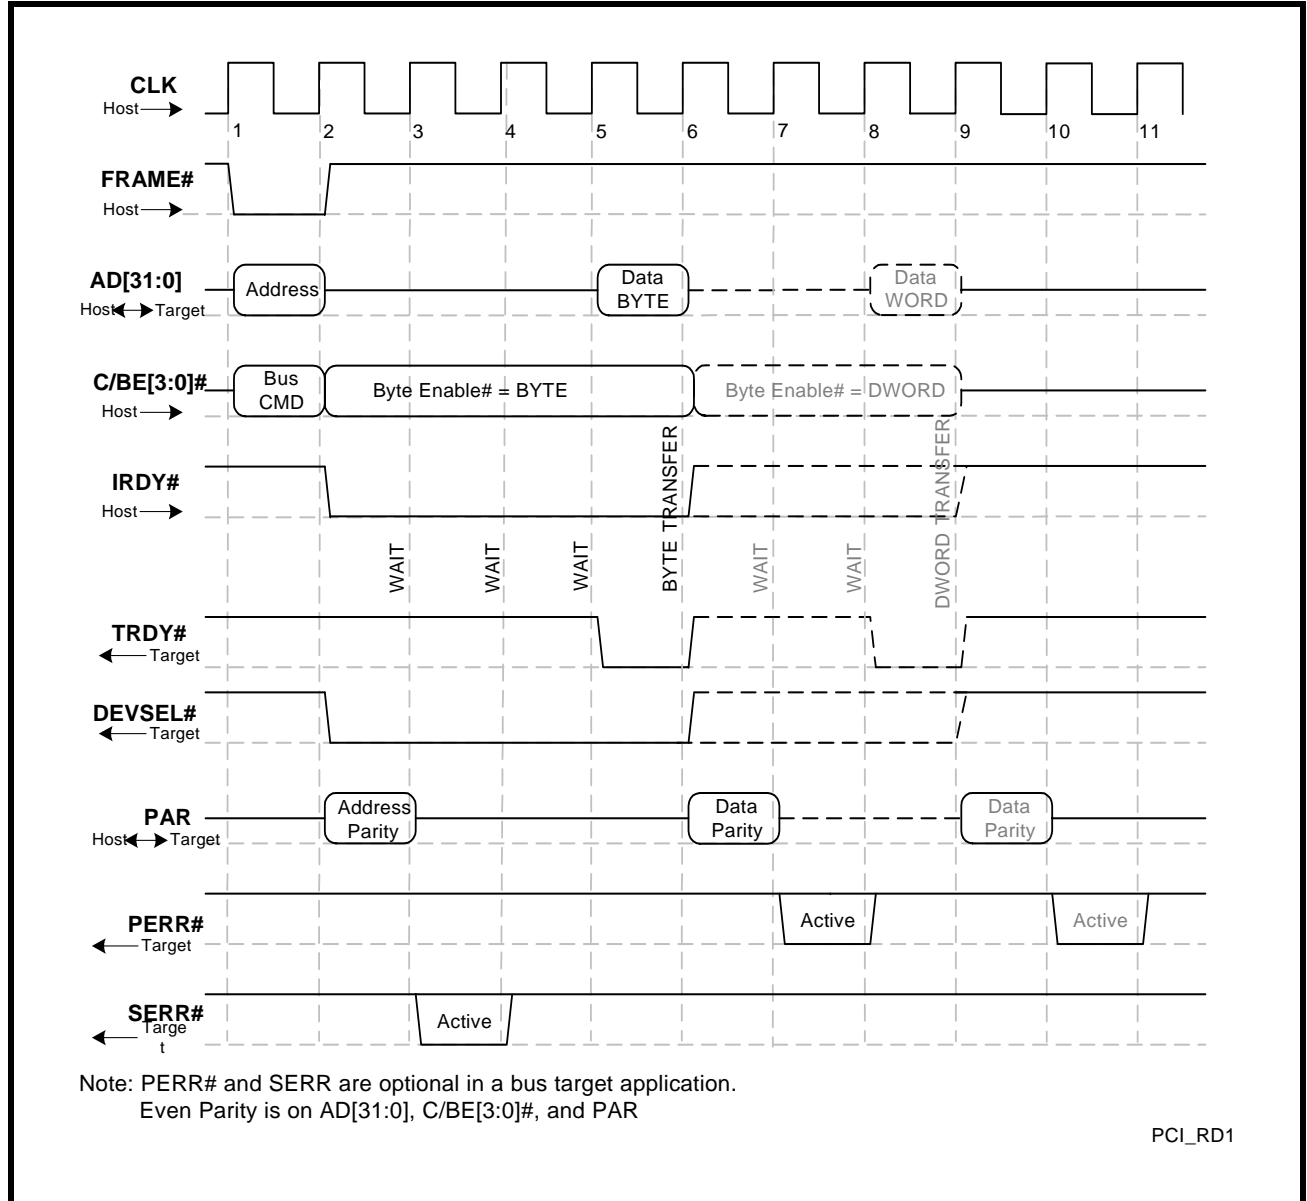 CLK
Host
1 2 3 4 5 6 7 8 9 10 11
FRAME#
Host
AD[31:0]
Host Target
Address
Data
BYTE
Data
WORD
C/BE[3:0]#
Host
Bus
CMD
Byte Enable# = BYTE
Byte Enable# = DWORD
IRDY#
Host
WAIT
WAIT
WAIT
BYTE TRANSFER
WAIT
WAIT
DWORD TRANSFER
TRDY#
Target
DEVSEL#
Target
PAR
Host Target
Address
Parity
Data
Parity
Data
Parity
PERR#
Target
Active
Active
SERR#
Targe
t
Active
Note: PERR# and SERR are optional in a bus target application.
Even Parity is on AD[31:0], C/BE[3:0]#, and PAR
PCI_RD1